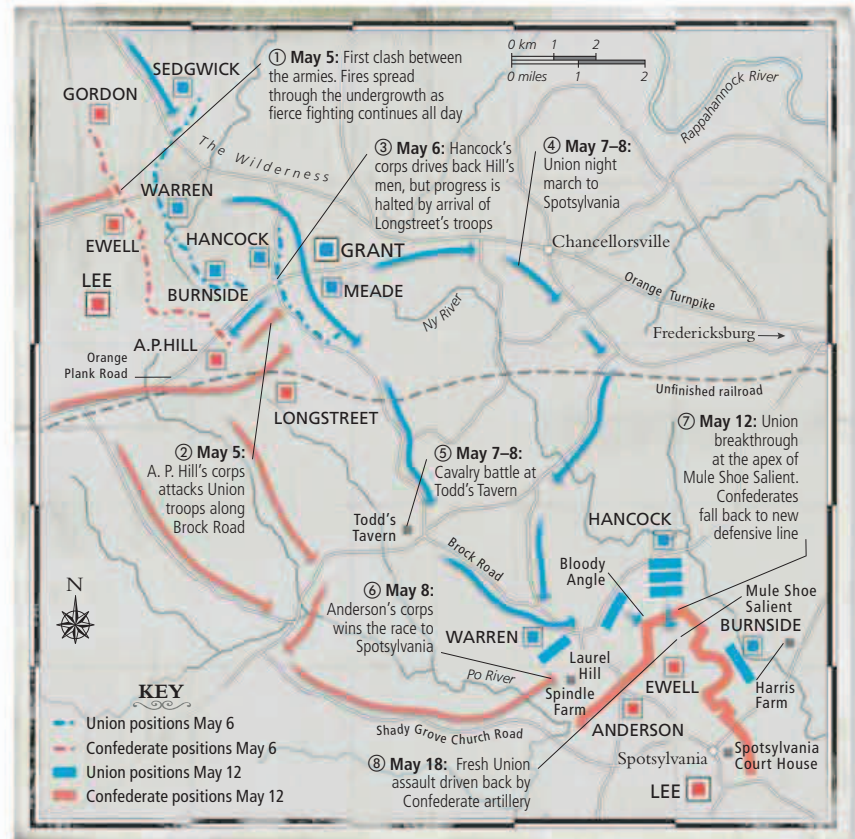 ① May 5: First clash between
the armies. Fires spread
through the undergrowth as
fierce fighting continues all day
0 km 1 2
0 miles 1 2
Rappahannock River
SEDGWICK
GORDON
The Wilderness
③ May 6: Hancock's
corps drives back Hill's
men, but progress is
halted by arrival of
Longstreet's troops
④ May 7–8:
Union night
march to
Spotsylvania
WARREN
EWELL
HANCOCK
GRANT
Chancellorsville
LEE
BURNSIDE
MEADE
Ny River
Orange Turnpike
Fredericksburg
A.P.HILL
Orange
Plank Road
Unfinished railroad
LONGSTREET
② May 5:
A. P. Hill's corps
attacks Union
troops along
Brock Road
⑤ May 7–8:
Cavalry battle at
Todd's Tavern
⑦ May 12: Union
breakthrough
at the apex of
Mule Shoe Salient.
Confederates
fall back to new
defensive line
Todd's
Tavern
HANCOCK
Brock Road
Bloody
Angle
N
⑥ May 8:
Anderson's corps
wins the race to
Spotsylvania
Mule Shoe
Salient
WARREN
BURNSIDE
Laurel
Hill
Po River
Spindle
Farm
EWELL
Harris
Farm
ANDERSON
Shady Grove Church Road
Spotsylvania
Spotsylvania
Court House
⑧ May 18: Fresh Union
assault driven back by
Confederate artillery
LEE
KEY
Union positions May 6
Confederate positions May 6
Union positions May 12
Confederate positions May 12